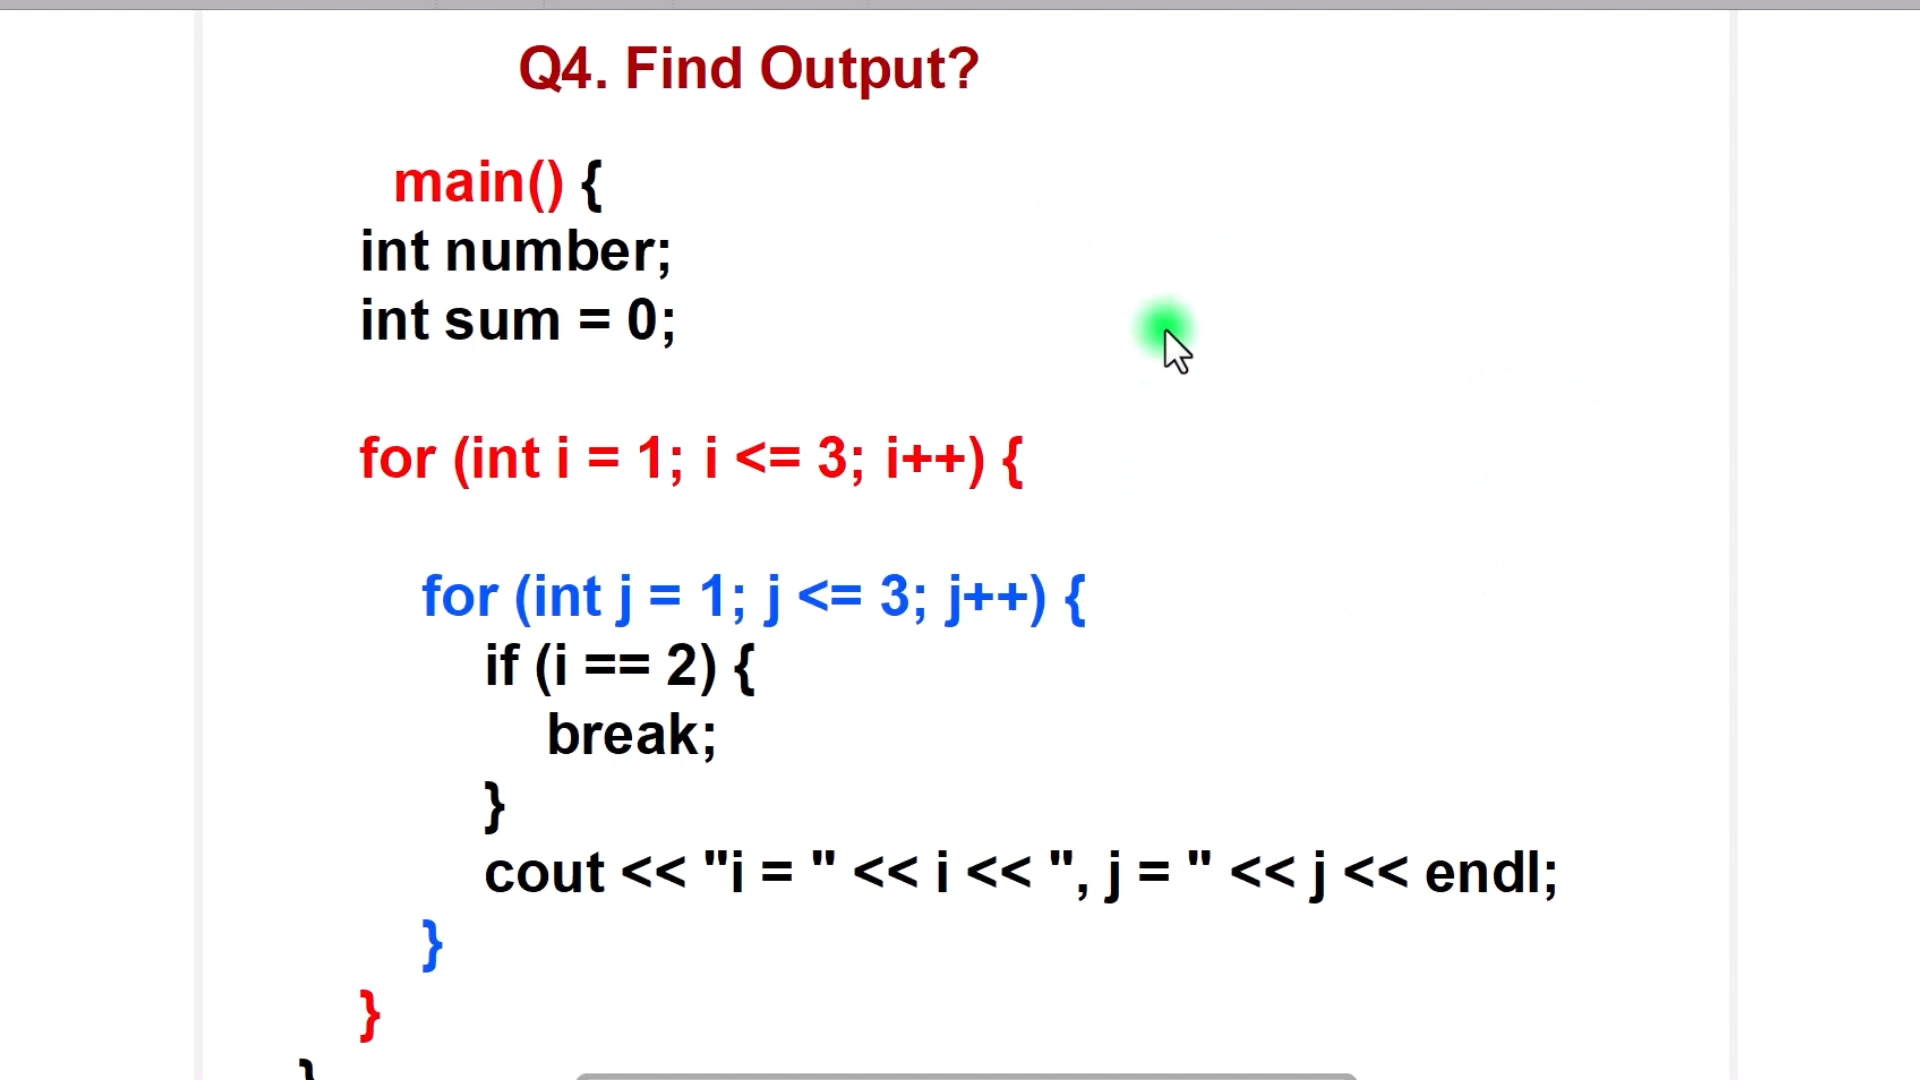 Q4. Find Output?
main() {
int number;
int sum = 0;
for (int i = 1; i <= 3; i++) {
for (int j = 1; j <= 3; j++) {
if (i == 2) {
break;
}
cout << "i = " << i << ", j = " << j << endl;
}
}
}